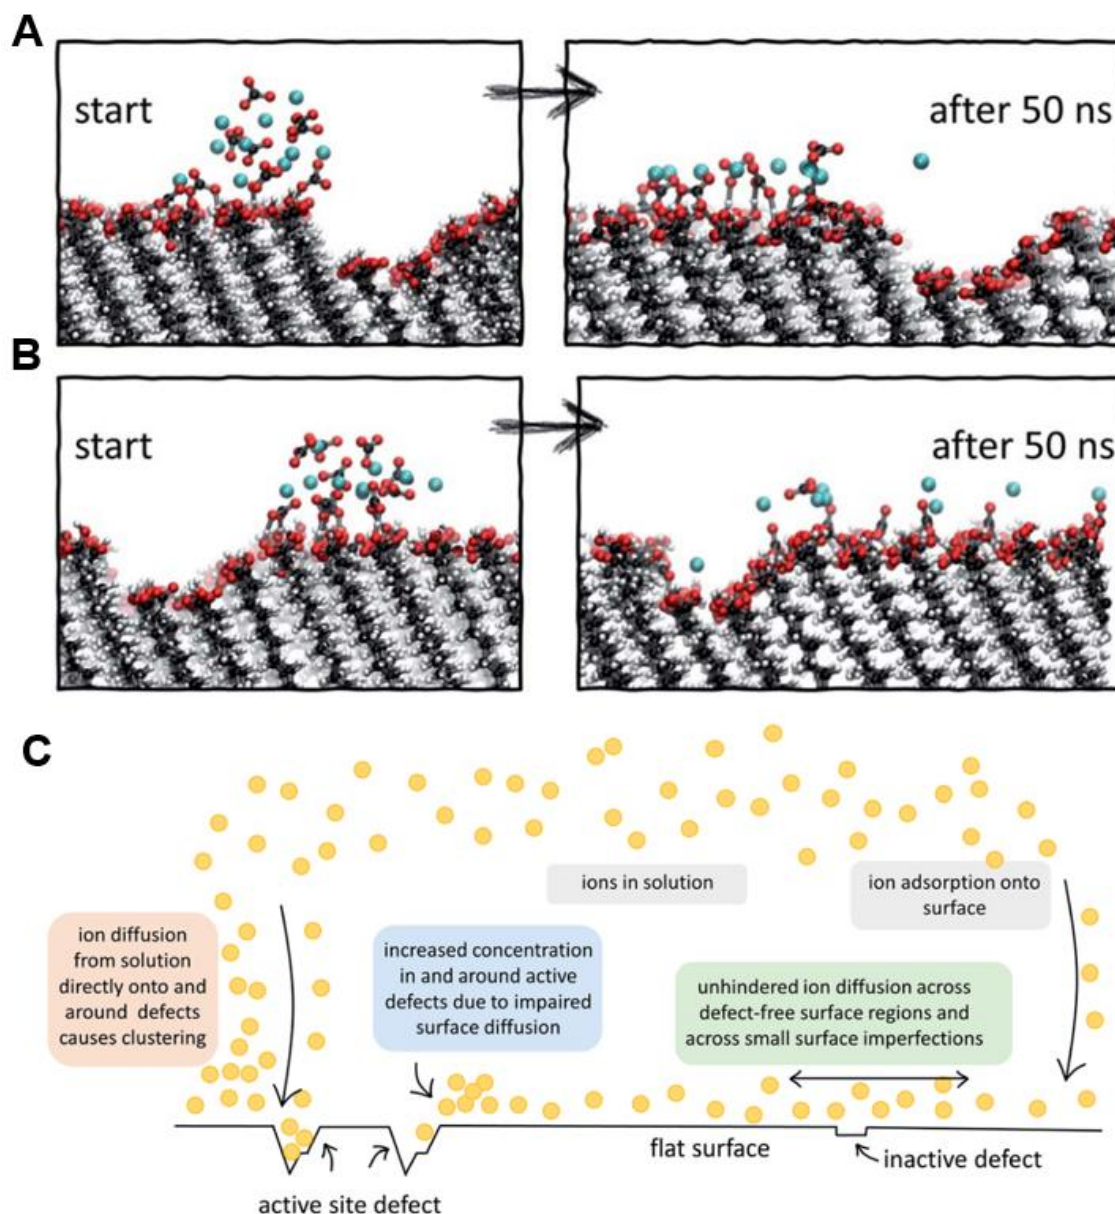 A
start
after 50 ns
B
start
after 50 ns
C
ions in solution
ion adsorption onto
surface
ion diffusion
from solution
directly onto and
around defects
causes clustering
increased concentration
in and around active
defects due to impaired
surface diffusion
unhindered ion diffusion across
defect-free surface regions and
across small surface imperfections
flat surface
inactive defect
active site defect